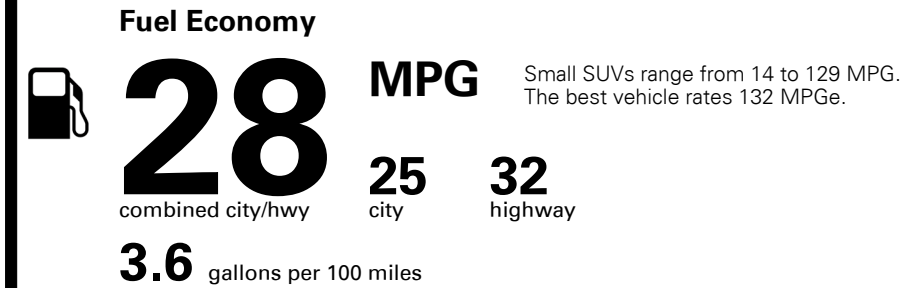 Fuel Economy
28 MPG
Small SUVs range from 14 to 129 MPG.
The best vehicle rates 132 MPGe.
combined city/hwy
25
city
32
highway
3.6 gallons per 100 miles